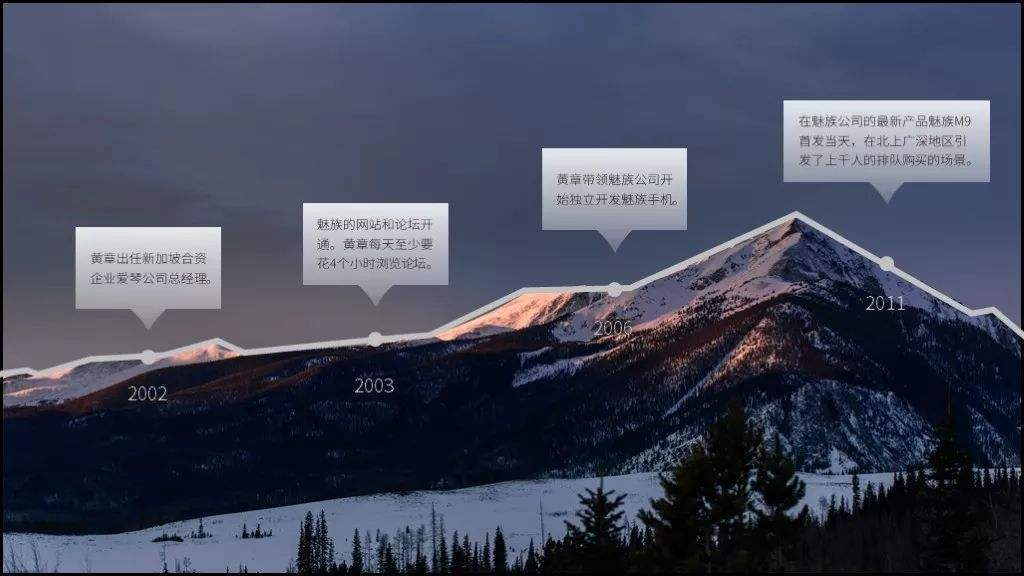 黄章出任新加坡合资
企业爱琴公司总经理。
2002
魅族的网站和论坛开
通。黄章每天至少要
花4个小时浏览论坛。
2003
黄章带领魅族公司开
始独立开发魅族手机。
2006
在魅族公司的最新产品魅族M9
首发当天，在北上广深地区引
发了上千人的排队购买的场景。
2011